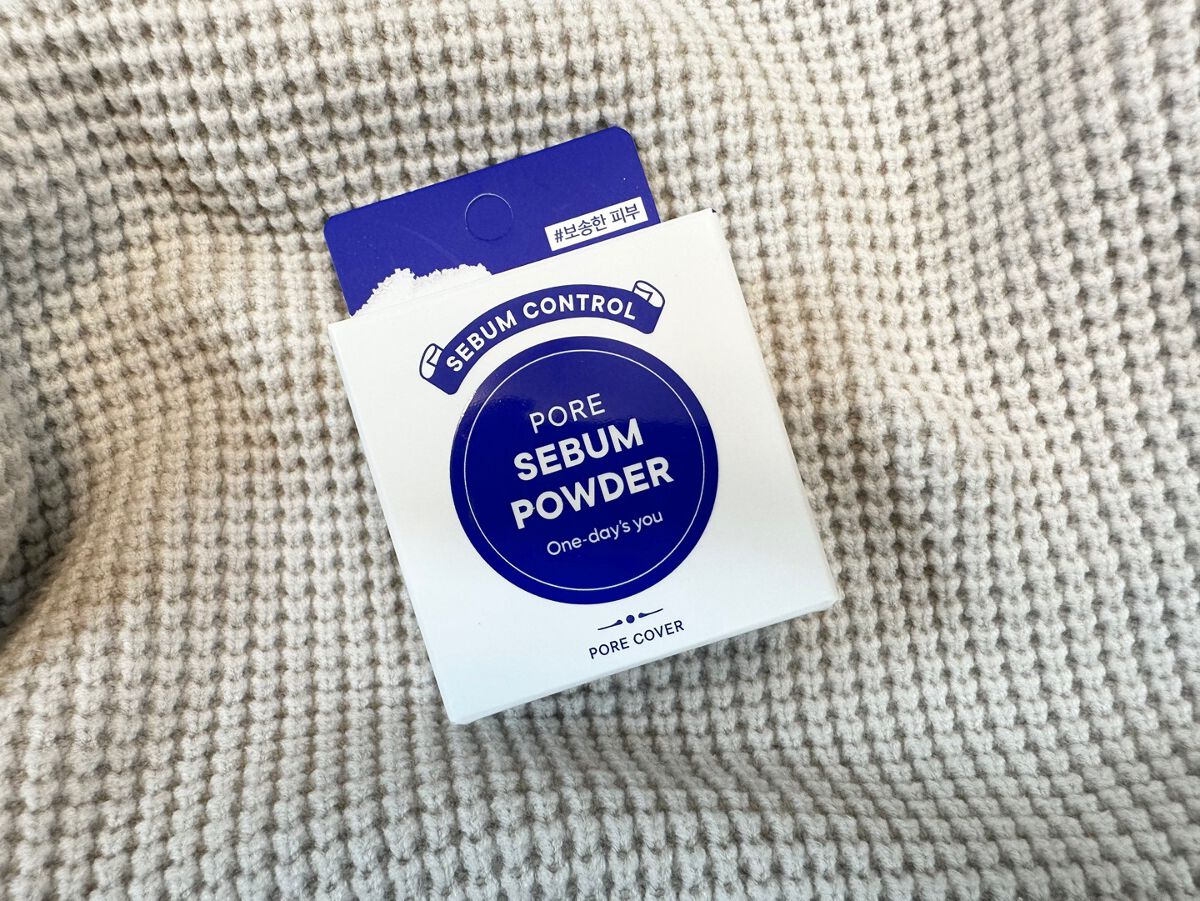 #보송한 피부
SEBUM CONTROL
PORE
SEBUM
POWDER
One-day's you
PORE COVER